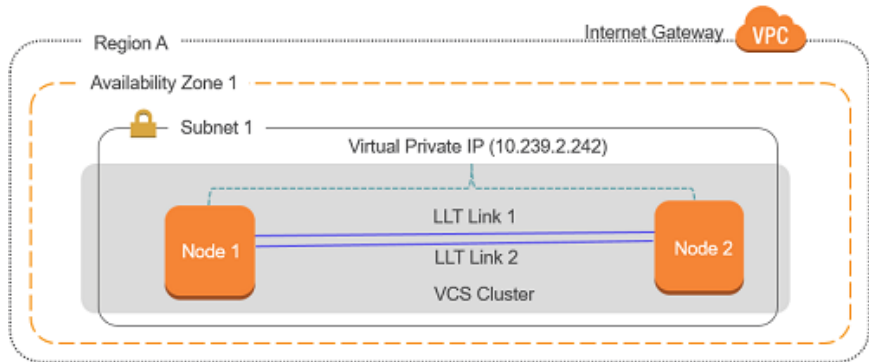 Internet Gateway
VPC
Region A
Availability Zone 1
Subnet 1
Virtual Private IP (10.239.2.242)
LLT Link 1
Node 1
Node 2
LLT Link 2
VCS Cluster